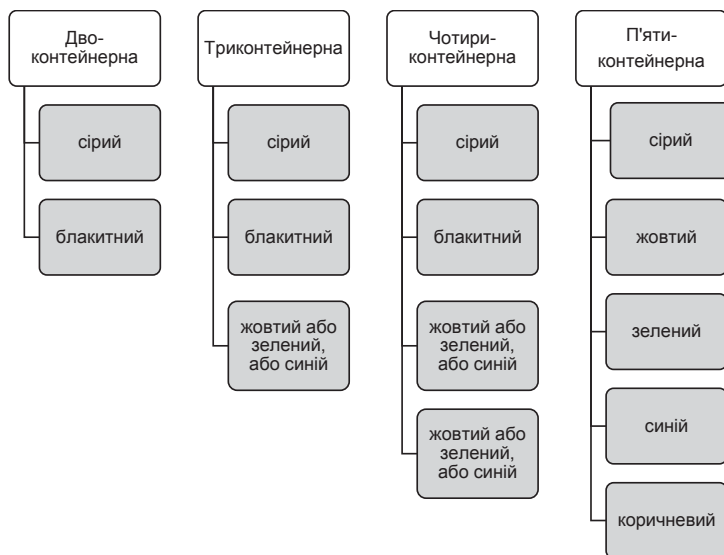 Дво-
контейнерна
сірий
блакитний
Триконтейнерна
сірий
блакитний
жовтий або
зелений,
або синій
Чотири-
контейнерна
сірий
блакитний
жовтий або
зелений,
або синій
жовтий або
зелений,
або синій
П'яти-
контейнерна
сірий
жовтий
зелений
синій
коричневий